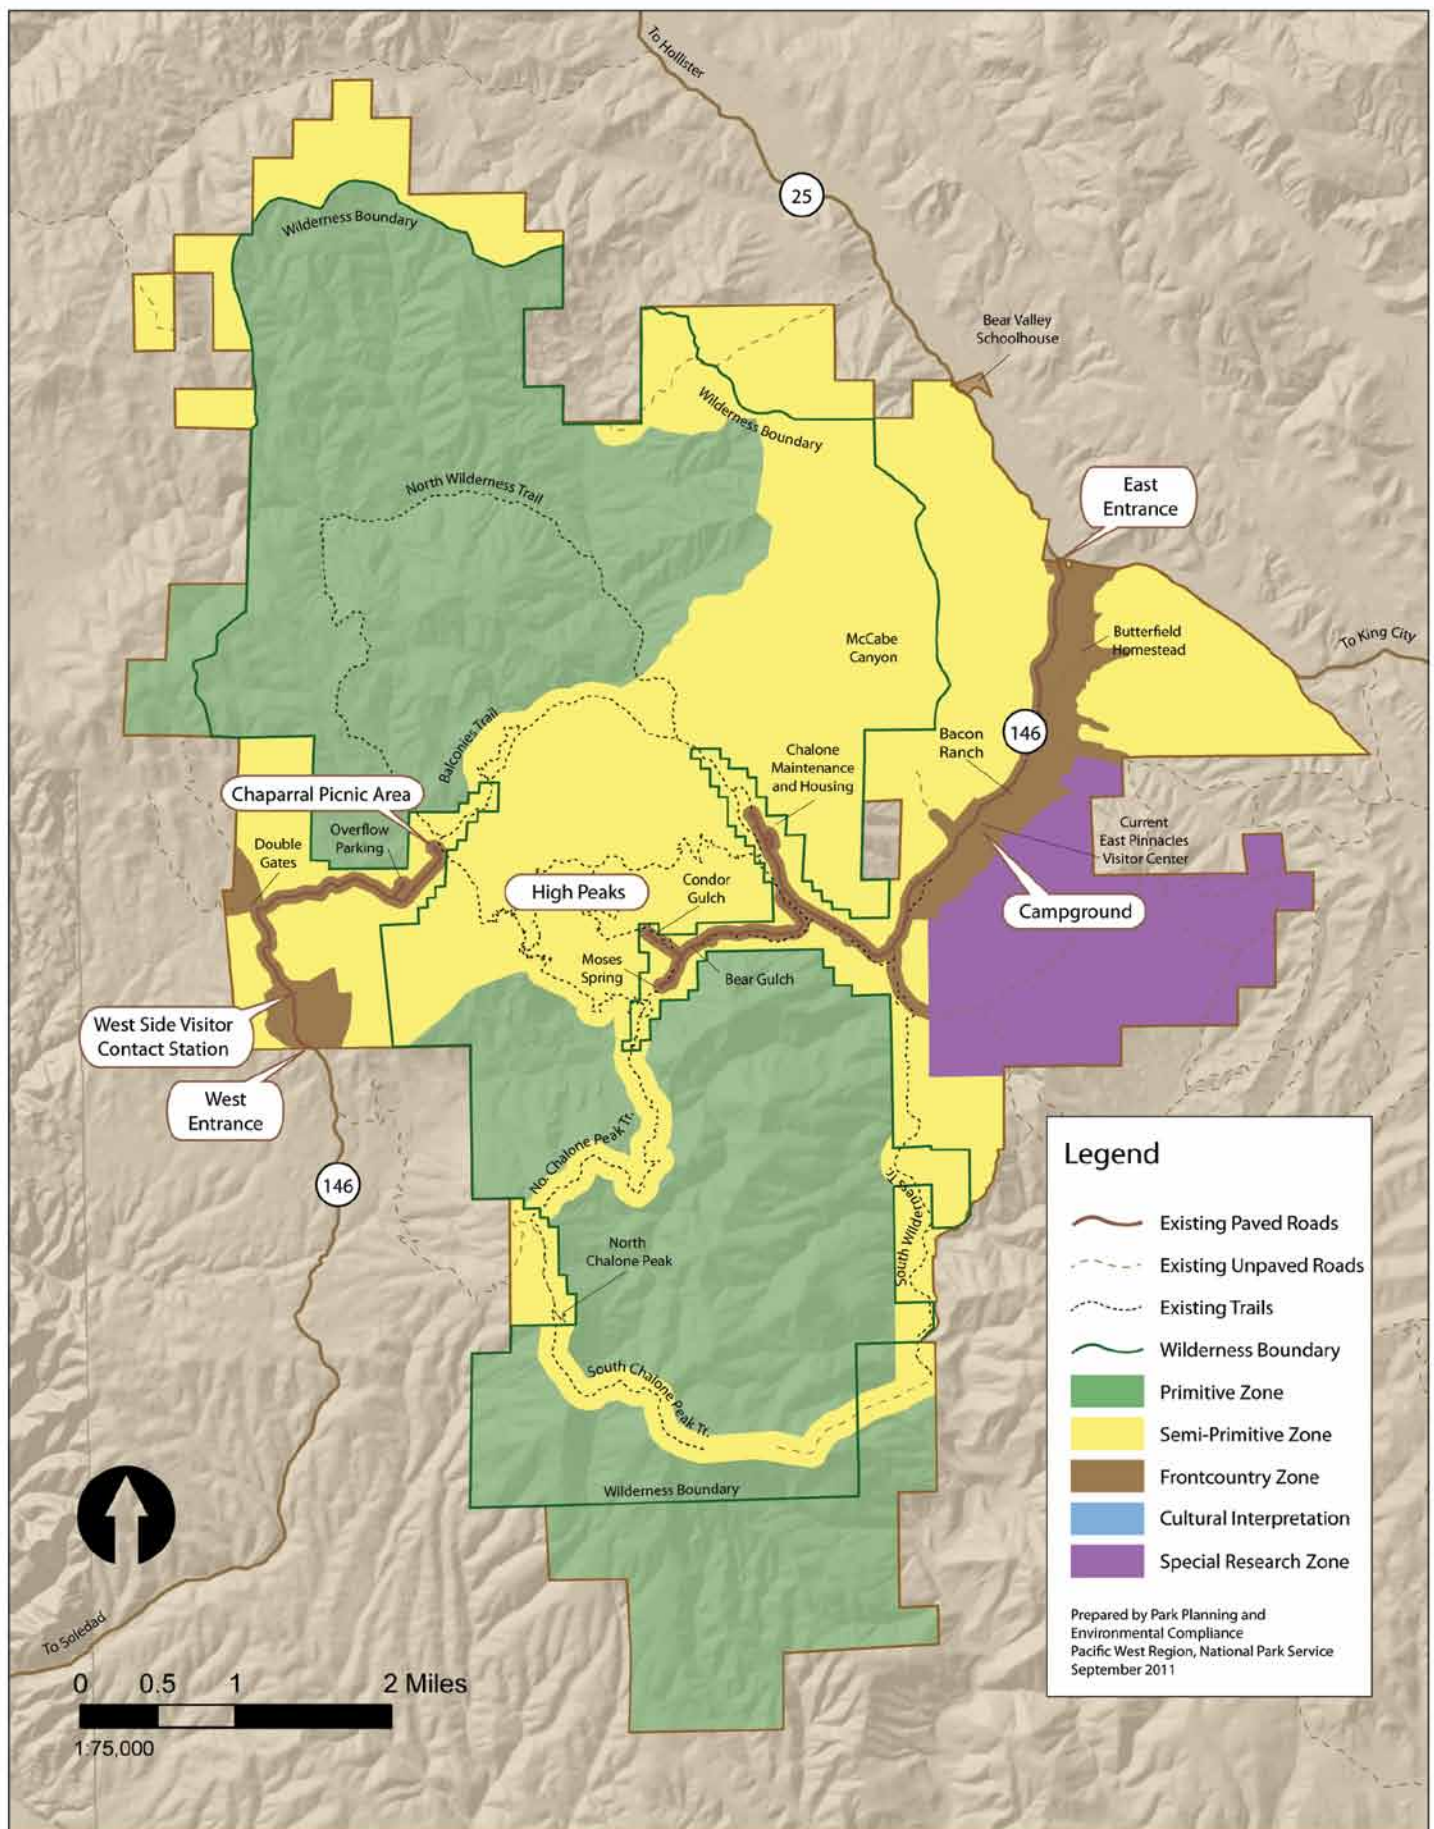 To Hollister
25
Bear Valley
Schoolhouse
Wilderness Boundary
Wilderness Boundary
North Wilderness Trail
East
Entrance
McCabe
Canyon
Butterfield
Homestead
To King City
Balconies Trail
146
Bacon
Ranch
Chalone
Maintenance
and Housing
Chaparral Picnic Area
Overflow
Parking
Double
Gates
Current
East Pinnacles
Visitor Center
High Peaks
Condor
Gulch
Campground
Moses
Spring
Bear Gulch
West Side Visitor
Contact Station
West
Entrance
146
No. Chalone Peak Tr.
South Wilderness Tr.
North
Chalone Peak
South Chalone Peak Tr.
Wilderness Boundary
To Soledad
0 0.5 1 2 Miles
1:75,000
Legend
Existing Paved Roads
Existing Unpaved Roads
Existing Trails
Wilderness Boundary
Primitive Zone
Semi-Primitive Zone
Frontcountry Zone
Cultural Interpretation
Special Research Zone
Prepared by Park Planning and
Environmental Compliance
Pacific West Region, National Park Service
September 2011